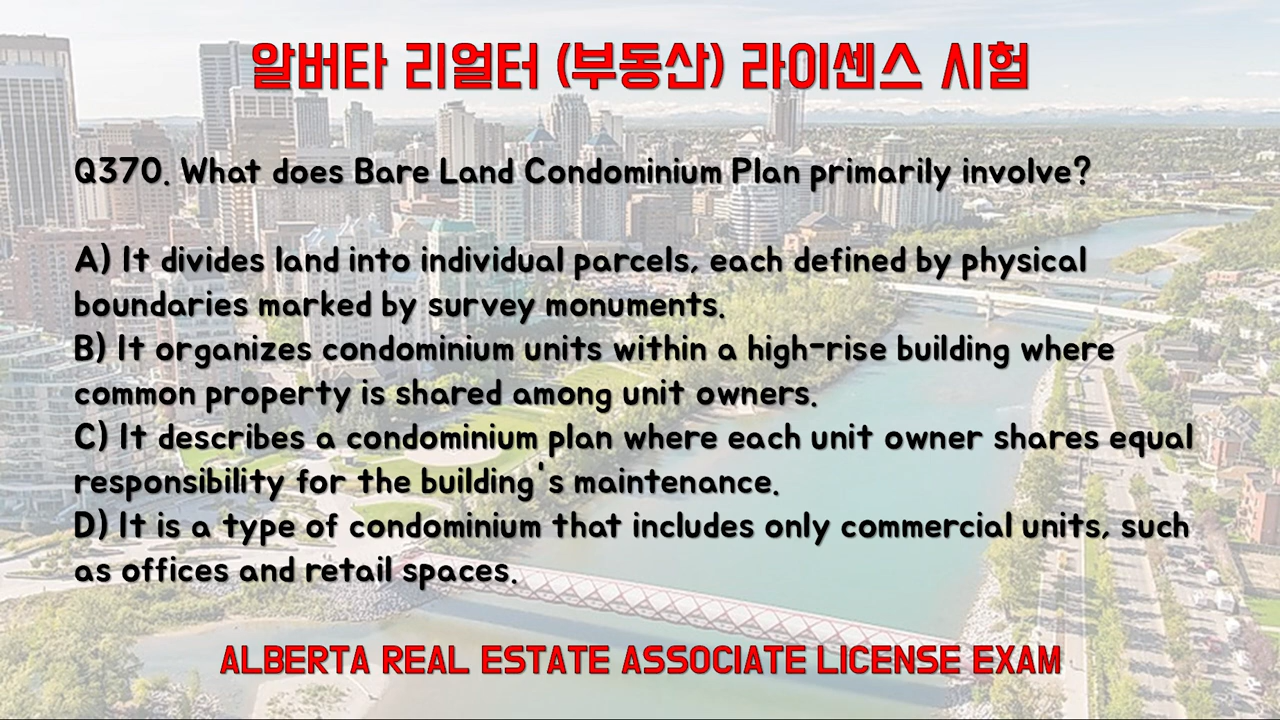 알버타 리얼터 (부동산) 라이센스 시험
Q370. What does Bare Land Condominium Plan primarily involve?
A) It divides land into individual parcels, each defined by physical
boundaries marked by survey monuments.
B) It organizes condominium units within a high-rise building where
common property is shared among unit owners.
C) It describes a condominium plan where each unit owner shares equal
responsibility for the building's maintenance.
D) It is a type of condominium that includes only commercial units, such
as offices and retail spaces.
ALBERTA REAL ESTATE ASSOCIATE LICENSE EXAM